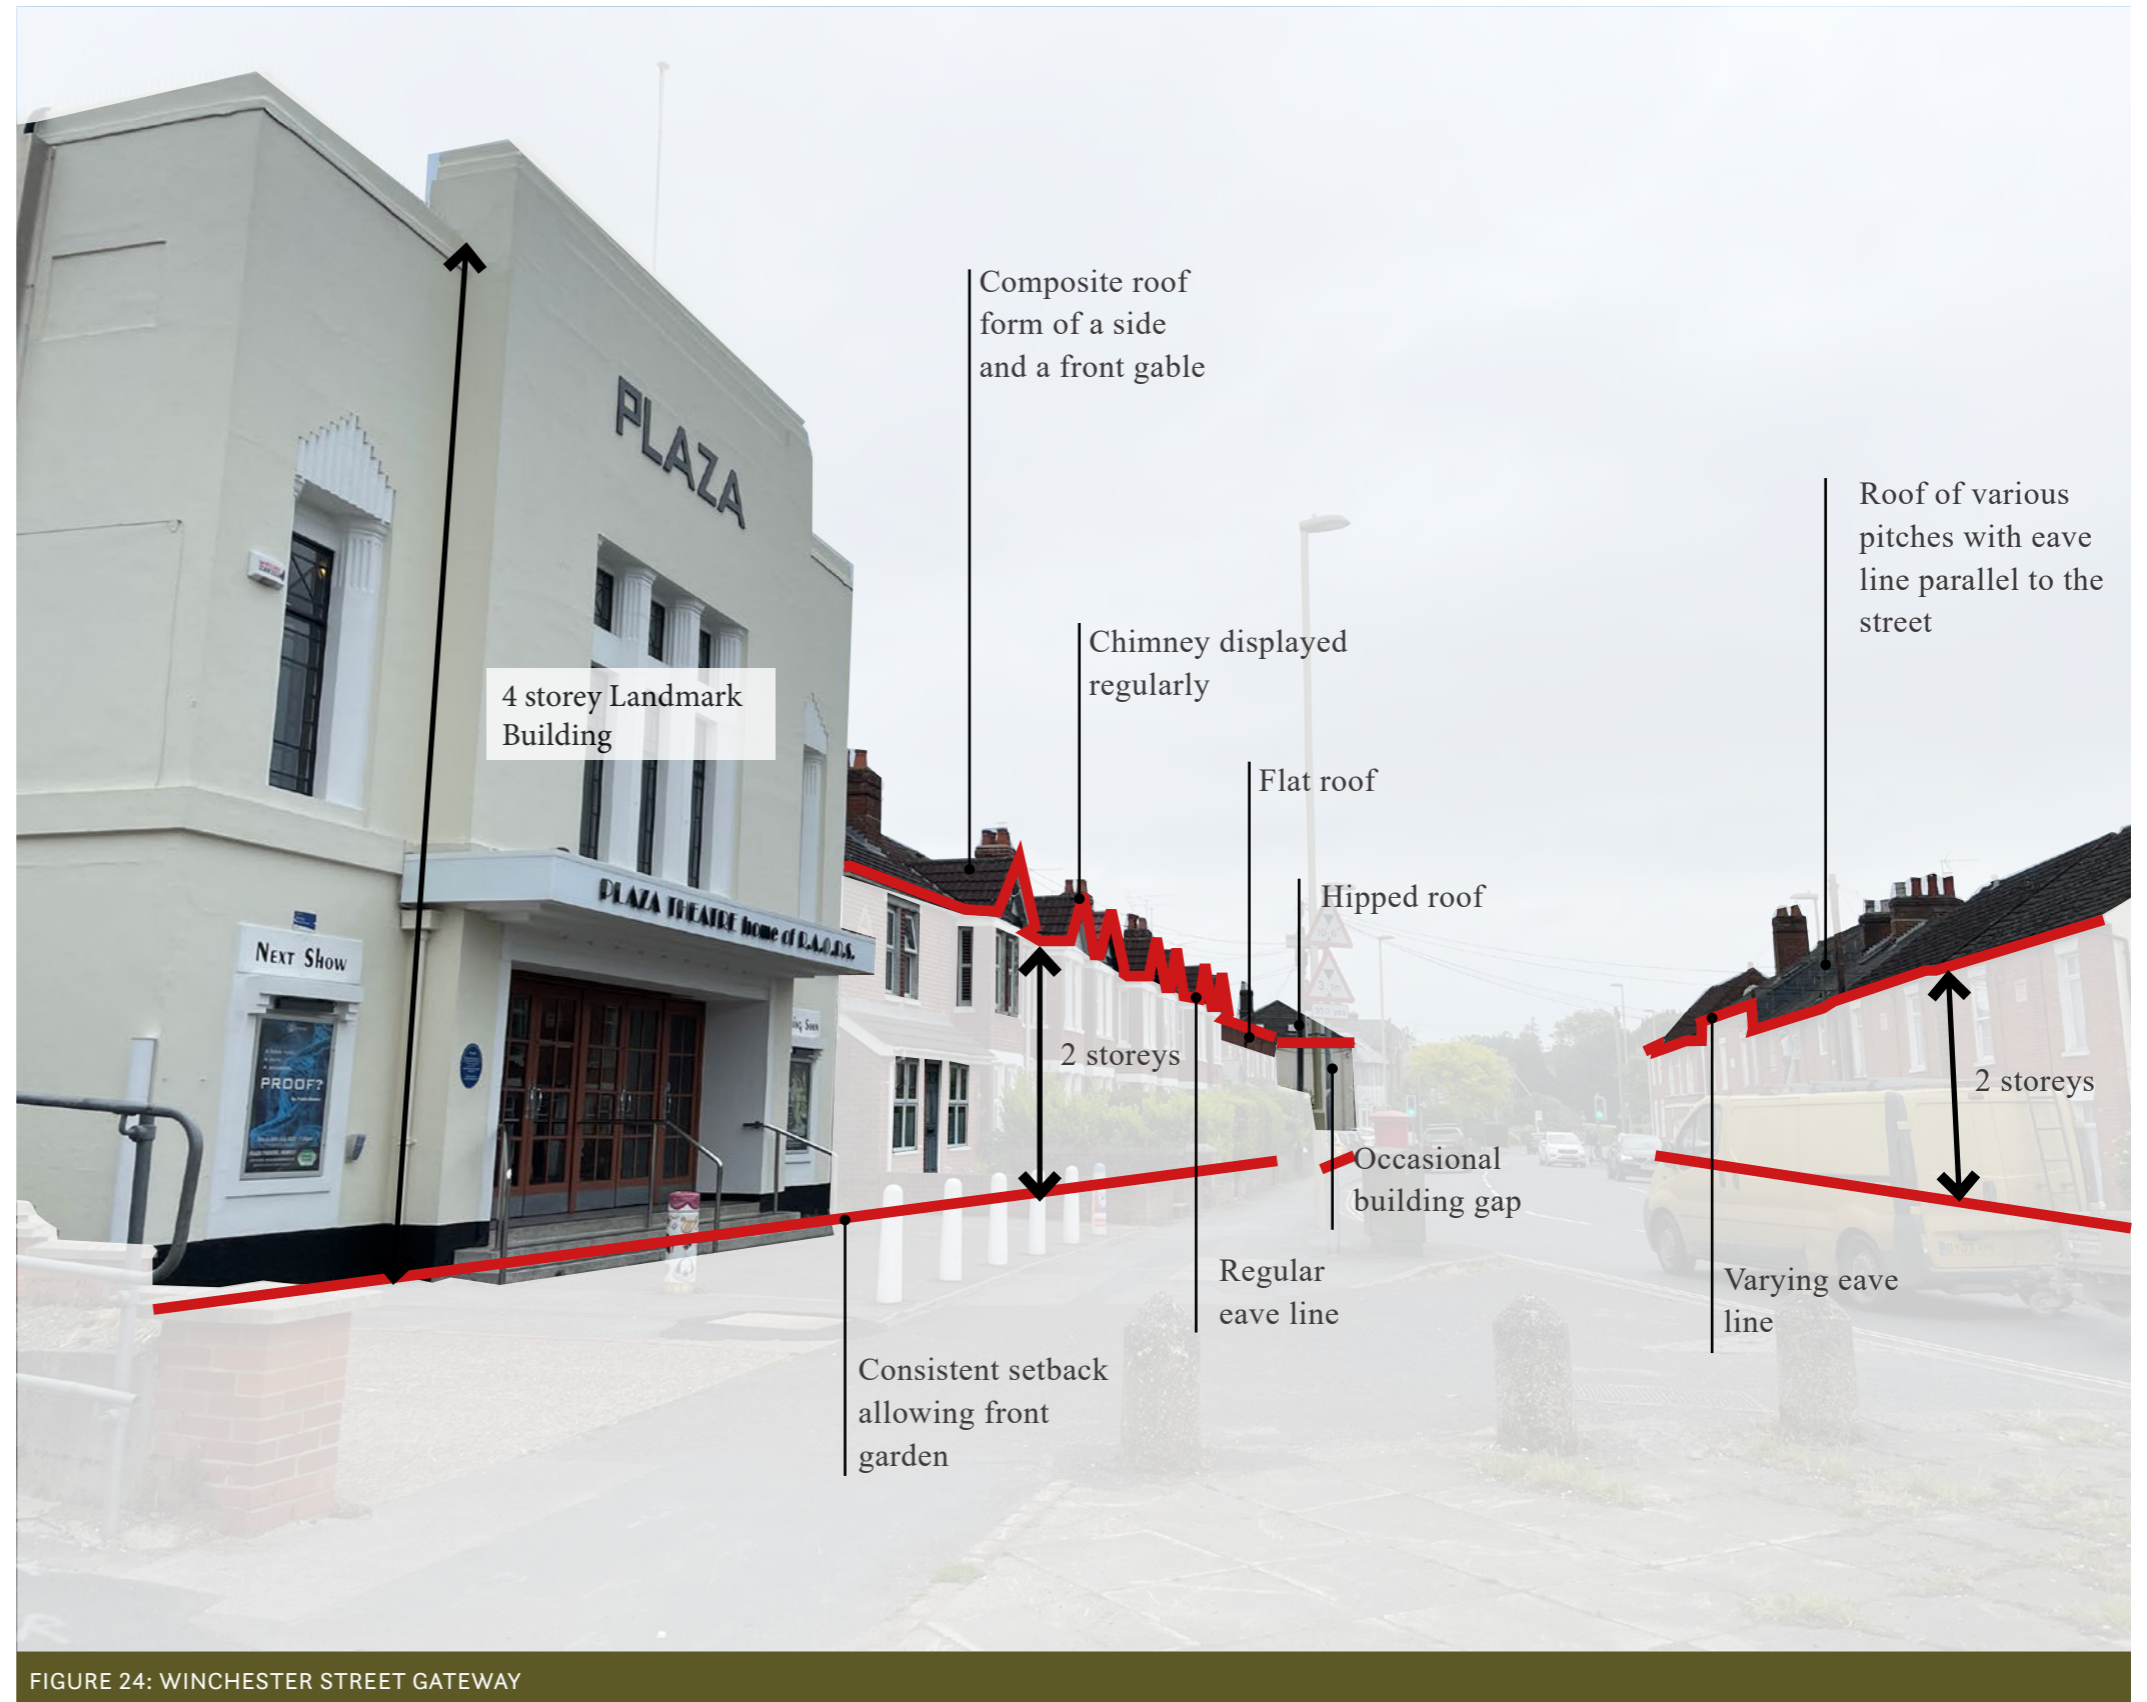 PLAZA
Composite roof
form of a side
and a front gable
Roof of various
pitches with eave
line parallel to the
street
Chimney displayed
regularly
4 storey Landmark
Building
Flat roof
Hipped roof
PLAZA THEATRE home of R.A.O.D.S.
NEXT SHOW
PROOF?
2 storeys
2 storeys
Occasional
building gap
Regular
eave line
Varying eave
line
Consistent setback
allowing front
garden
FIGURE 24: WINCHESTER STREET GATEWAY